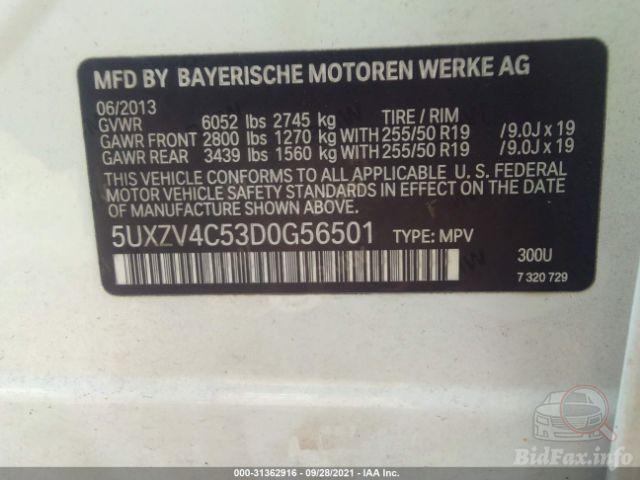 MFD BY BAYERISCHE MOTOREN WERKE AG
06/2013
GVWR 6052 lbs 2745 kg TIRE / RIM
GAWR FRONT 2800 lbs 1270 kg WITH 255/50 R19 /9.0J x 19
GAWR REAR 3439 lbs 1560 kg WITH 255/50 R19 /9.0J x 19
THIS VEHICLE CONFORMS TO ALL APPLICABLE U. S. FEDERAL
MOTOR VEHICLE SAFETY STANDARDS IN EFFECT ON THE DATE
OF MANUFACTURE SHOWN ABOVE.
5UXZV4C53D0G56501 TYPE: MPV
300U
7 320 729
BidFax.info
000-31362916 - 09/28/2021 - IAA Inc.